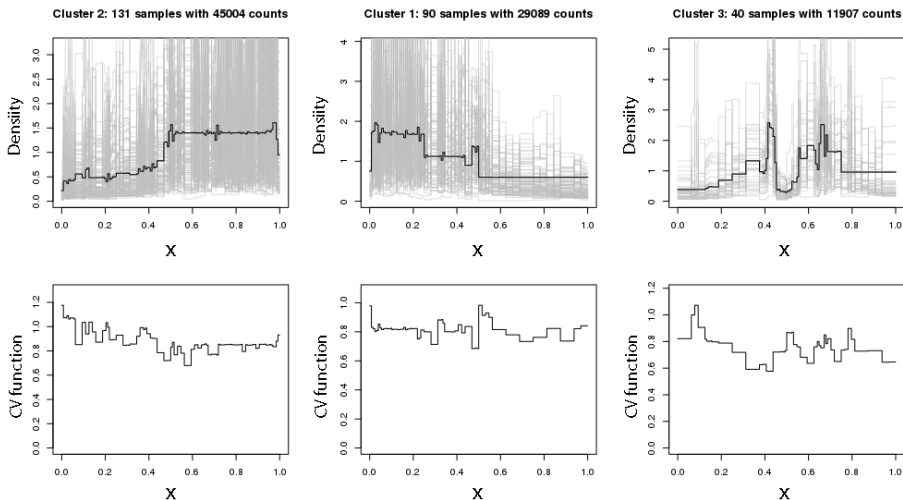 Cluster 2: 131 samples with 45004 counts
Cluster 1: 90 samples with 29089 counts
Cluster 3: 40 samples with 11907 counts
Densiity
0.0 0.5 1.0 1.5 2.0 2.5 3.0
0.0 0.2 0.4 0.6 0.8 1.0
X
Densiity
0 1 2 3 4
0.0 0.2 0.4 0.6 0.8 1.0
X
Densiity
0 1 2 3 4 5
0.0 0.2 0.4 0.6 0.8 1.0
X
CV function
0.0 0.2 0.4 0.6 0.8 1.0 1.2
0.0 0.2 0.4 0.6 0.8 1.0
X
CV function
0.0 0.2 0.4 0.6 0.8 1.0
0.0 0.2 0.4 0.6 0.8 1.0
X
CV function
0.0 0.2 0.4 0.6 0.8 1.0 1.2
0.0 0.2 0.4 0.6 0.8 1.0
X